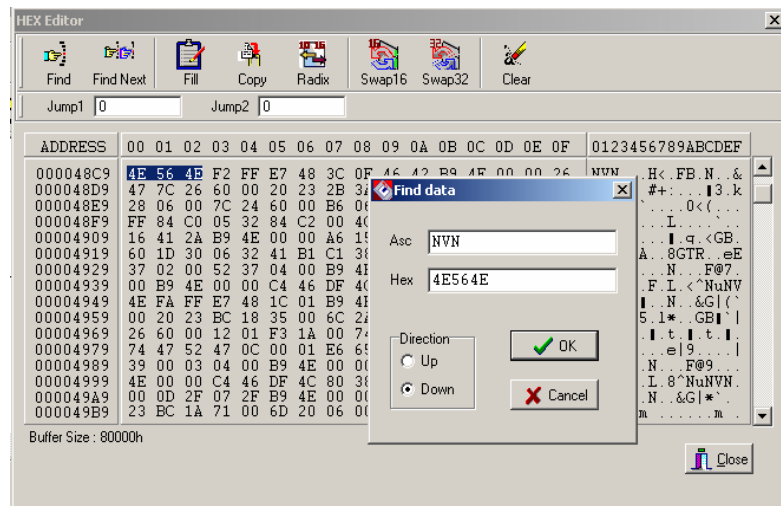 HEX Editor
Find Find Next Fill Copy Radix Swap16 Swap32 Clear
Jump1 0 Jump2 0
ADDRESS 00 01 02 03 04 05 06 07 08 09 0A 0B 0C 0D 0E 0F 0123456789ABCDEF
000048C9 4E 56 4E F2 FF E7 48 3C 0F 46 42 B9 4E 00 00 26 NVN .H<.FB.N..&
000048D9 47 7C 26 60 00 20 23 2B
000048E9 28 06 00 7C 24 60 00 B6
000048F9 FF 84 C0 05 32 84 C2 00
00004909 16 41 2A B9 4E 00 00 A6
00004919 60 1D 30 06 32 41 B1 C1
00004929 37 02 00 52 37 04 00 B9
00004939 00 B9 4E 00 00 C4 46 DF
00004949 4E FA FF E7 48 1C 01 B9
00004959 00 20 23 BC 18 35 00 6C
00004969 26 60 00 12 01 F3 1A 00
00004979 74 47 52 47 0C 00 01 E6
00004989 39 00 03 04 00 B9 4E 00
00004999 4E 00 00 C4 46 DF 4C 80
000049A9 00 0D 2F 07 2F B9 4E 00
000049B9 23 BC 1A 71 00 6D 20 06
Find data
Asc NVN
Hex 4E564E
Direction
Up
Down
OK
Cancel
Buffer Size : 80000h
Close